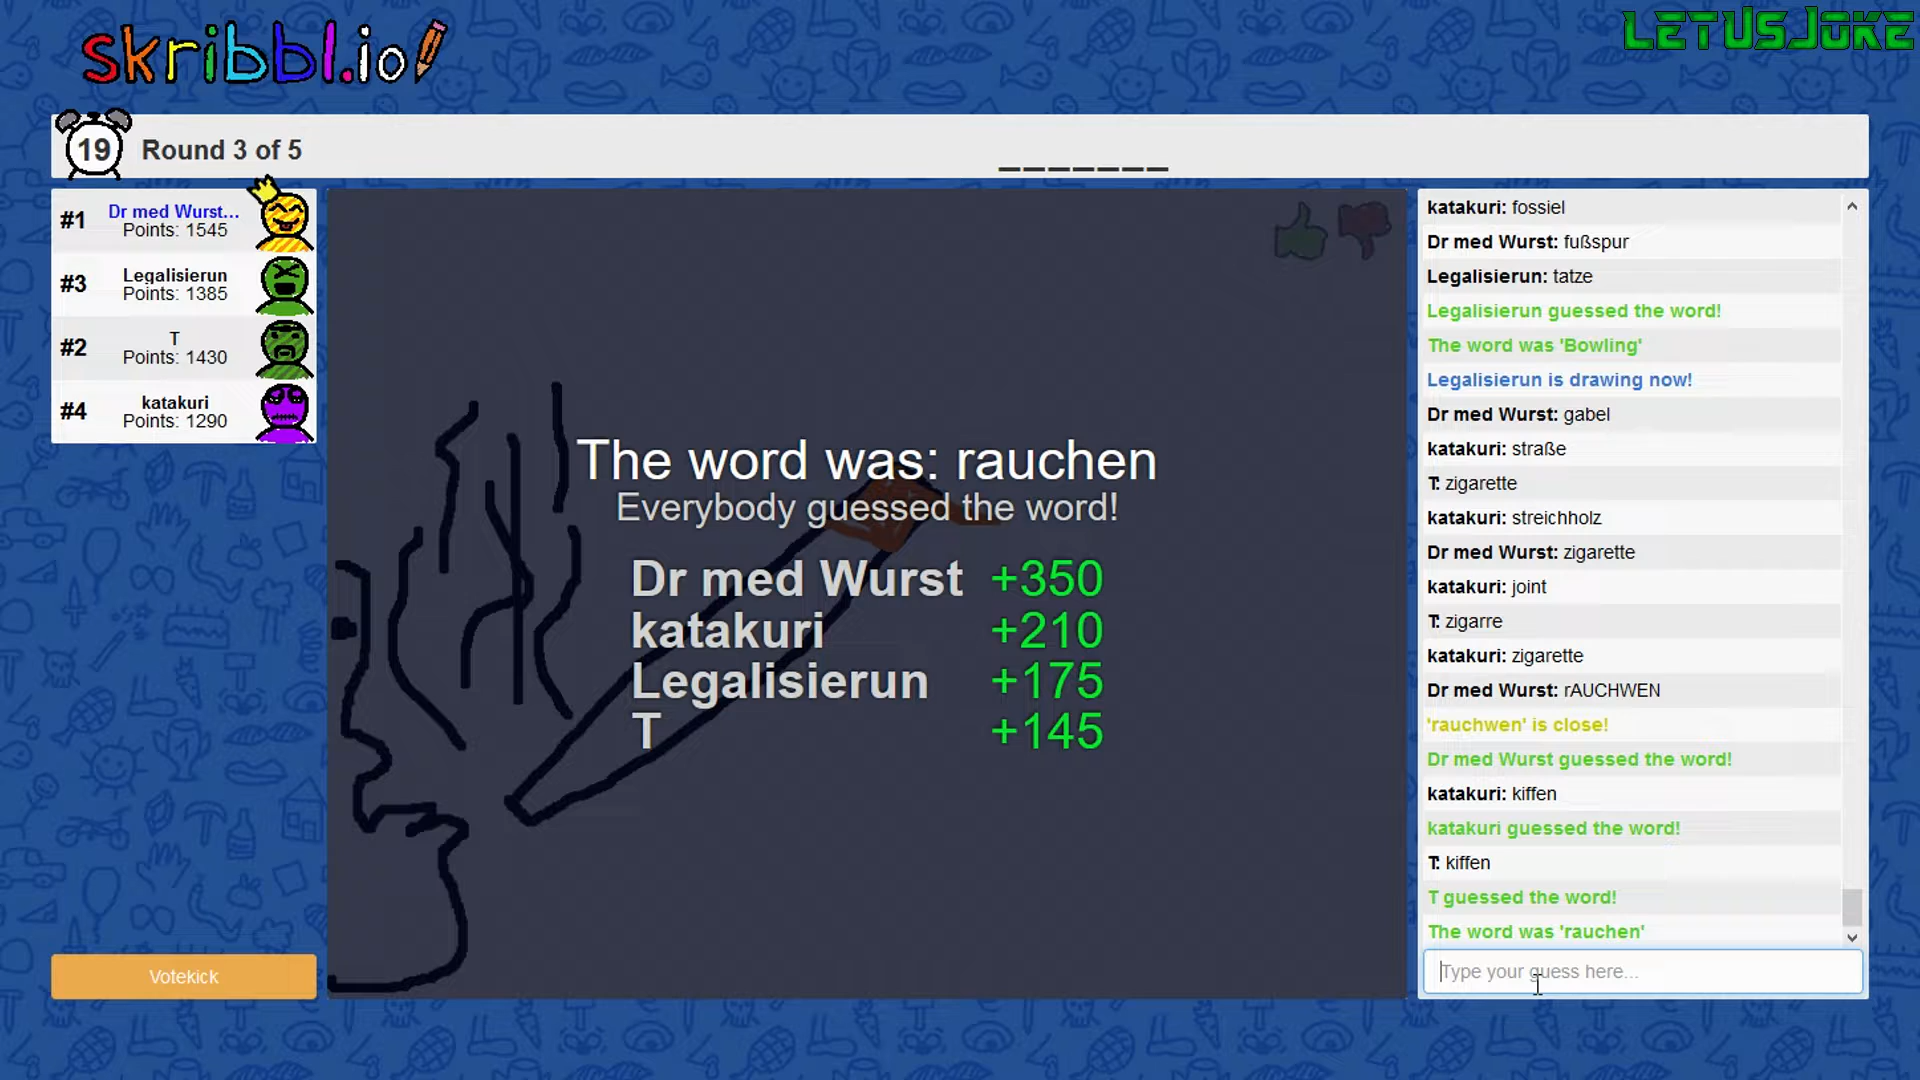 skribbl.io
LETUSJOKE
19
Round 3 of 5
_______
#1
Dr med Wurst...
Points: 1545
#3
Legalisierun
Points: 1385
#2
T
Points: 1430
#4
katakuri
Points: 1290
Votekick
The word was: rauchen
Everybody guessed the word!
Dr med Wurst +350
katakuri +210
Legalisierun +175
T +145
katakuri: fossiel
Dr med Wurst: fußspur
Legalisierun: tatze
Legalisierun guessed the word!
The word was 'Bowling'
Legalisierun is drawing now!
Dr med Wurst: gabel
katakuri: straße
T: zigarette
katakuri: streichholz
Dr med Wurst: zigarette
katakuri: joint
T: zigarre
katakuri: zigarette
Dr med Wurst: rAUCHWEN
'rauchwen' is close!
Dr med Wurst guessed the word!
katakuri: kiffen
katakuri guessed the word!
T: kiffen
T guessed the word!
The word was 'rauchen'
Type your guess here...